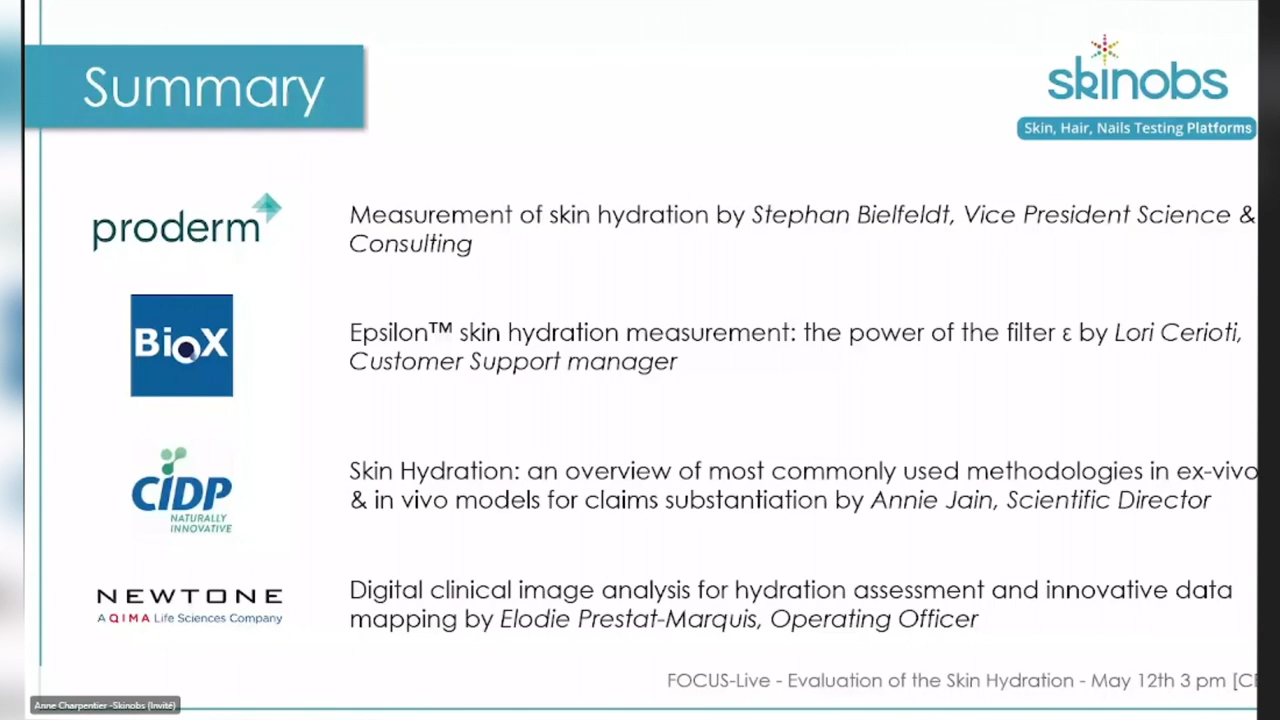 Summary
skinobs
Skin, Hair, Nails Testing Platforms
proderm
Measurement of skin hydration by Stephan Bielfeldt, Vice President Science &
Consulting
BioX
Epsilon™ skin hydration measurement: the power of the filter ε by Lori Cerioti,
Customer Support manager
CIDP
NATURALLY
INNOVATIVE
Skin Hydration: an overview of most commonly used methodologies in ex-vivo
& in vivo models for claims substantiation by Annie Jain, Scientific Director
NEWTONE
A QIMA Life Sciences Company
Digital clinical image analysis for hydration assessment and innovative data
mapping by Elodie Prestat-Marquis, Operating Officer
FOCUS-Live - Evaluation of the Skin Hydration - May 12th 3 pm
Anne Charpentier -Skinobs (Invité)